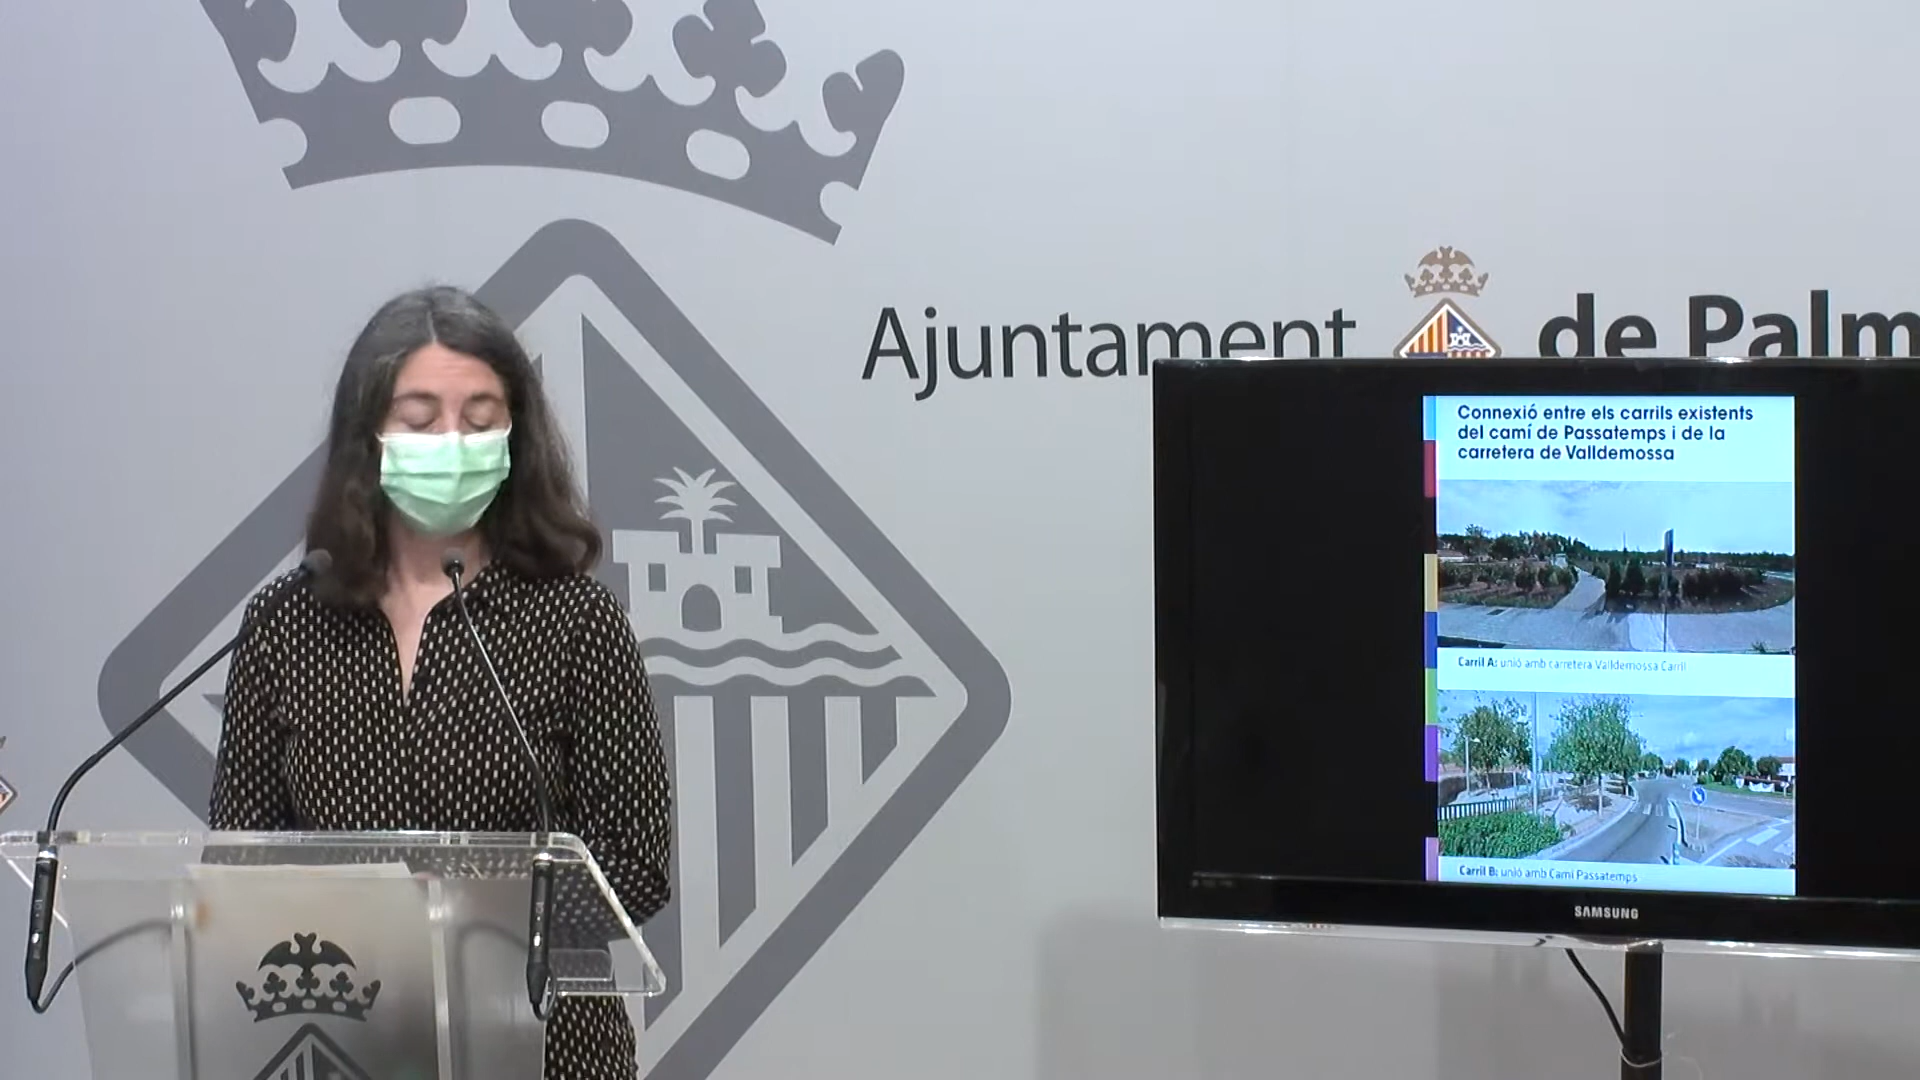 Ajuntament de Palm
Connexió entre els carrils existents
del camí de Passatemps i de la
carretera de Valldemossa
Carril A: unió amb carretera Valldemossa Carril
Carril B: unió amb Camí Passatemps
SAMSUNG